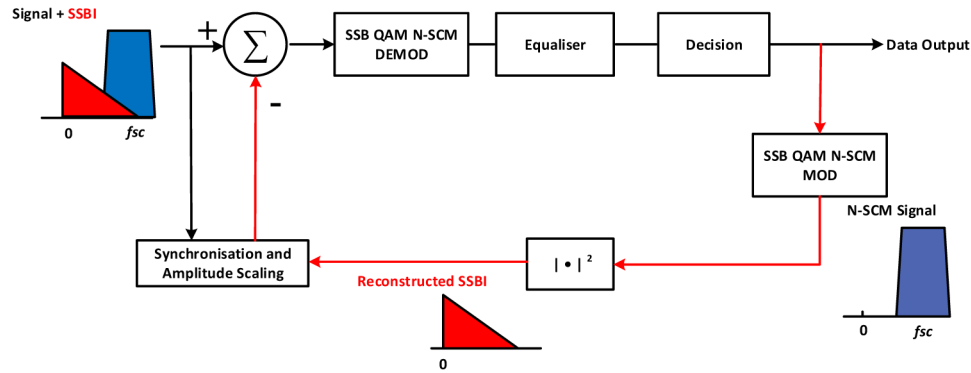 Signal + SSBI
+
Σ
-
SSB QAM N-SCM
DEMOD
Equaliser
Decision
Data Output
0
fsc
SSB QAM N-SCM
MOD
N-SCM Signal
Synchronisation and
Amplitude Scaling
| • | ²
Reconstructed SSBI
0
0
fsc